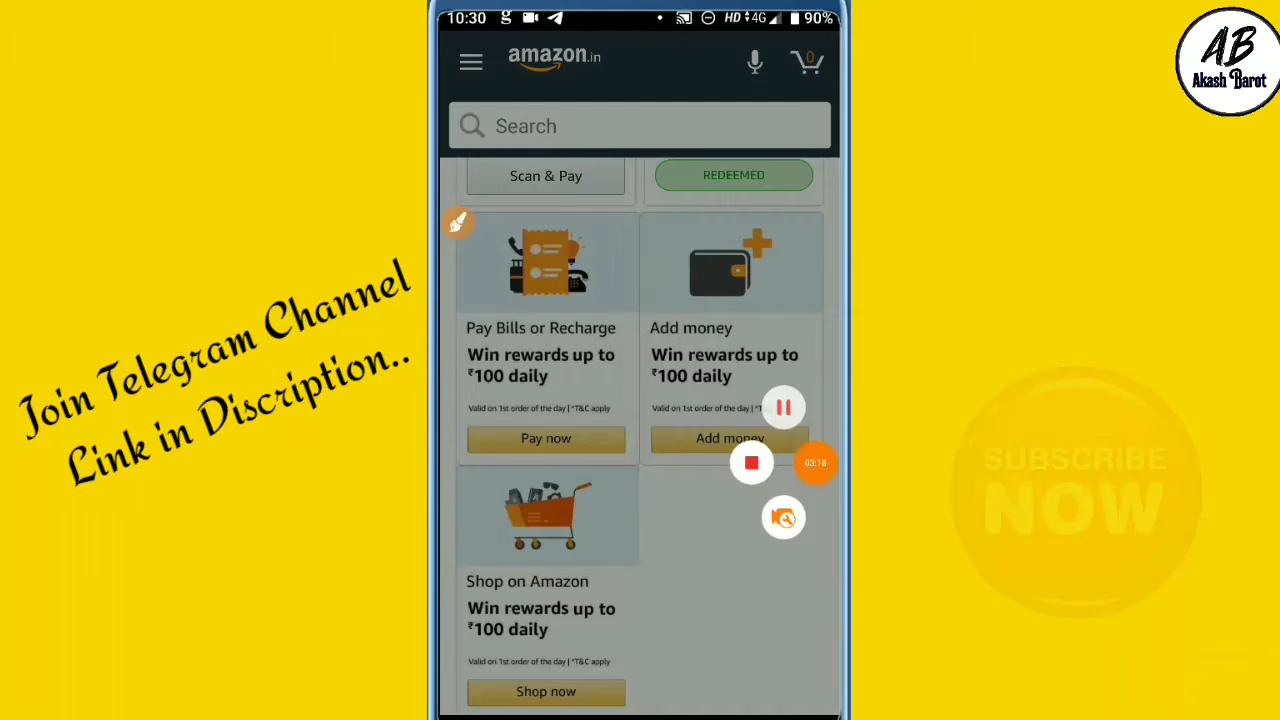 10:30 g HD 4G 90%
amazon.in
0
Search
Scan & Pay
REDEEMED
Pay Bills or Recharge
Win rewards up to
₹100 daily
Valid on 1st order of the day | *T&C apply
Pay now
Add money
Win rewards up to
₹100 daily
Valid on 1st order of the day | *T
Add money
03:18
Shop on Amazon
Win rewards up to
₹100 daily
Valid on 1st order of the day | *T&C apply
Shop now
Join Telegram Channel
Link in Discription..
AB
Akash Barot
SUBSCRIBE
NOW